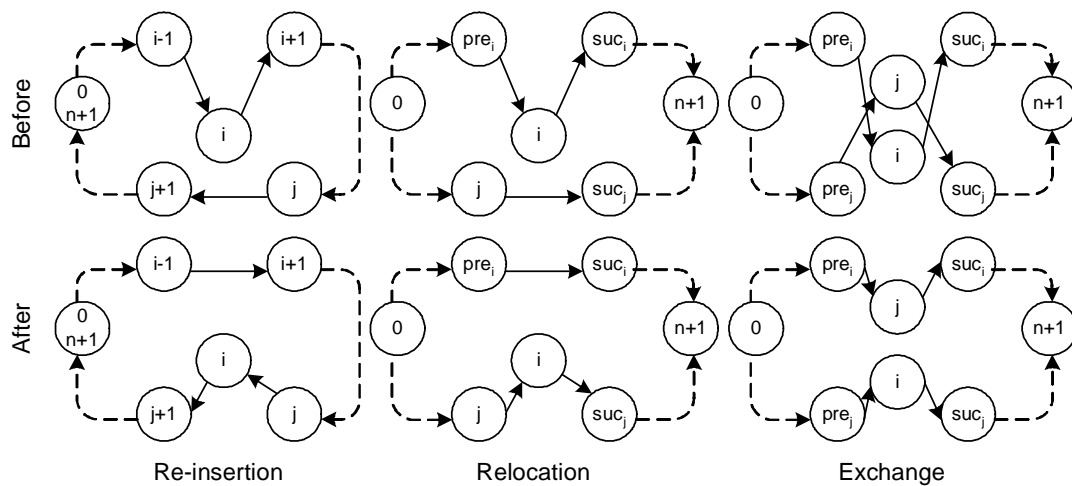 Before
i-1
i+1
0
n+1
i
j+1
j
pre_i
suc_i
0
n+1
i
j
suc_j
pre_i
suc_i
j
0
n+1
i
pre_j
suc_j
After
i-1
i+1
0
n+1
i
j+1
j
pre_i
suc_i
0
n+1
i
j
suc_j
pre_i
suc_i
j
0
n+1
i
pre_j
suc_j
Re-insertion
Relocation
Exchange